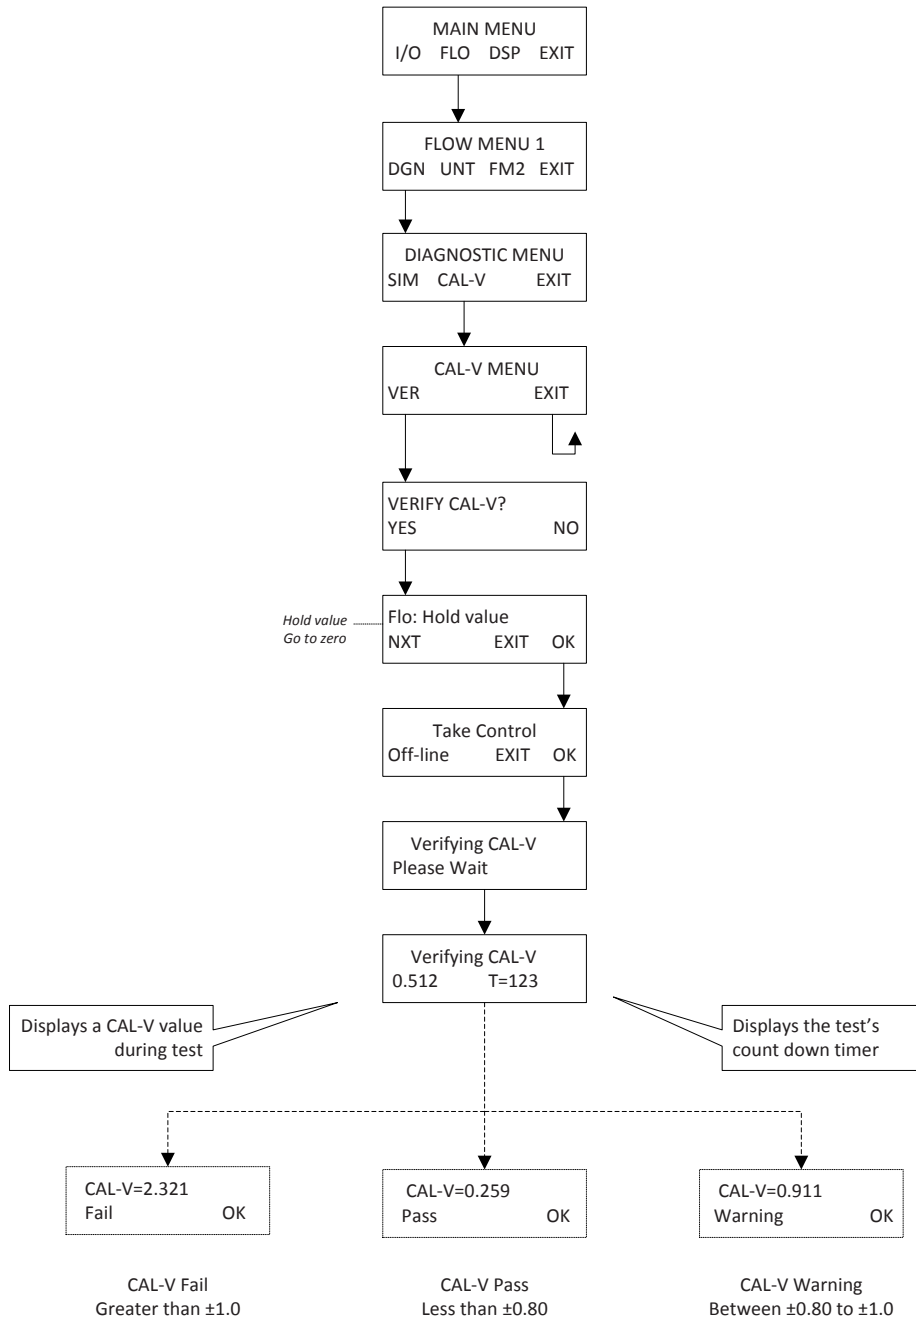 MAIN MENU
I/O FLO DSP EXIT
FLOW MENU 1
DGN UNT FM2 EXIT
DIAGNOSTIC MENU
SIM CAL-V EXIT
CAL-V MENU
VER EXIT
VERIFY CAL-V?
YES NO
Hold value
Go to zero
Flo: Hold value
NXT EXIT OK
Take Control
Off-line EXIT OK
Verifying CAL-V
Please Wait
Verifying CAL-V
0.512 T=123
Displays a CAL-V value
during test
Displays the test's
count down timer
CAL-V=2.321
Fail OK
CAL-V=0.259
Pass OK
CAL-V=0.911
Warning OK
CAL-V Fail
Greater than ±1.0
CAL-V Pass
Less than ±0.80
CAL-V Warning
Between ±0.80 to ±1.0